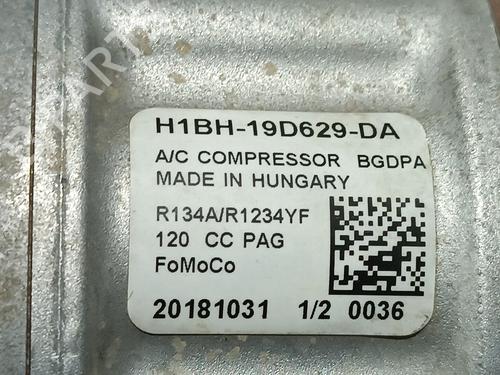 H1BH-19D629-DA
A/C COMPRESSOR BGDPA
MADE IN HUNGARY
R134A/R1234YF
120 CC PAG
FoMoCo
20181031 1/2 0036